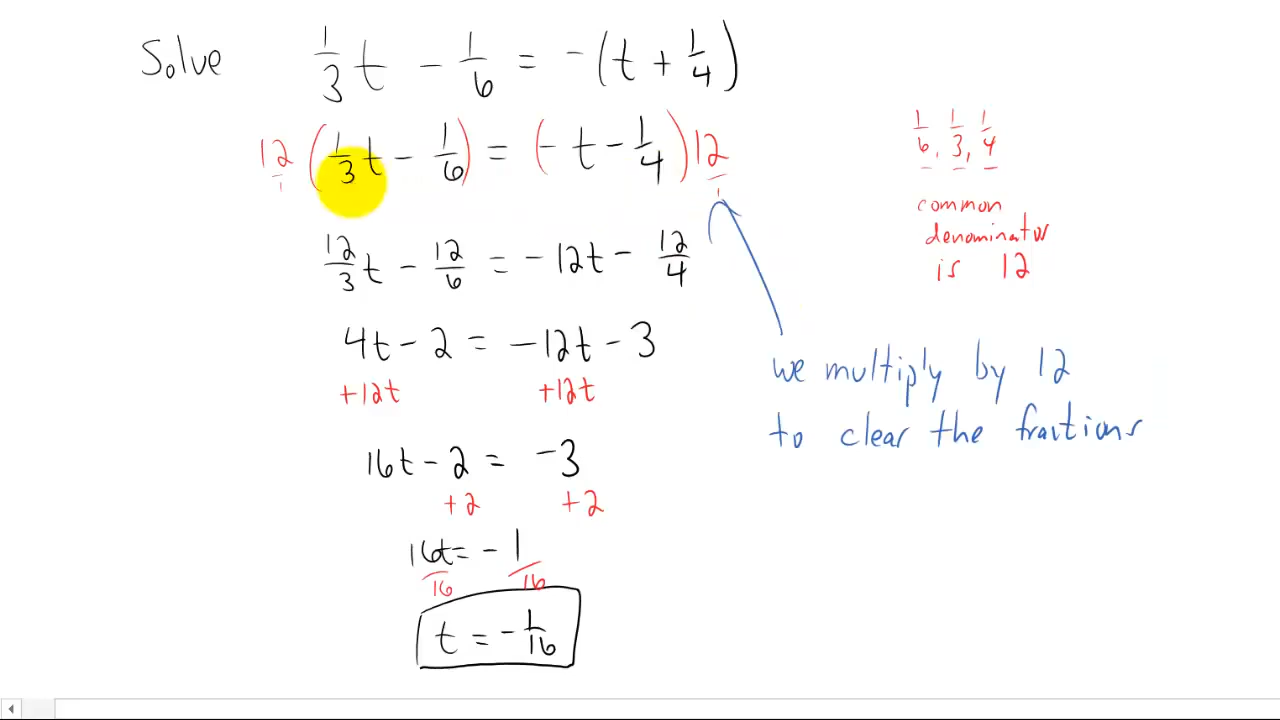 Solve 1/3 t - 1/6 = -(t + 1/4)
12/1 (1/3 t - 1/6) = (-t - 1/4) 12/1
1/6, 1/3, 1/4
common
denominator
is 12
12/3 t - 12/6 = -12t - 12/4
4t - 2 = -12t - 3
+12t +12t
we multiply by 12
to clear the fractions
16t - 2 = -3
+2 +2
16t = -1
16 16
t = -1/16